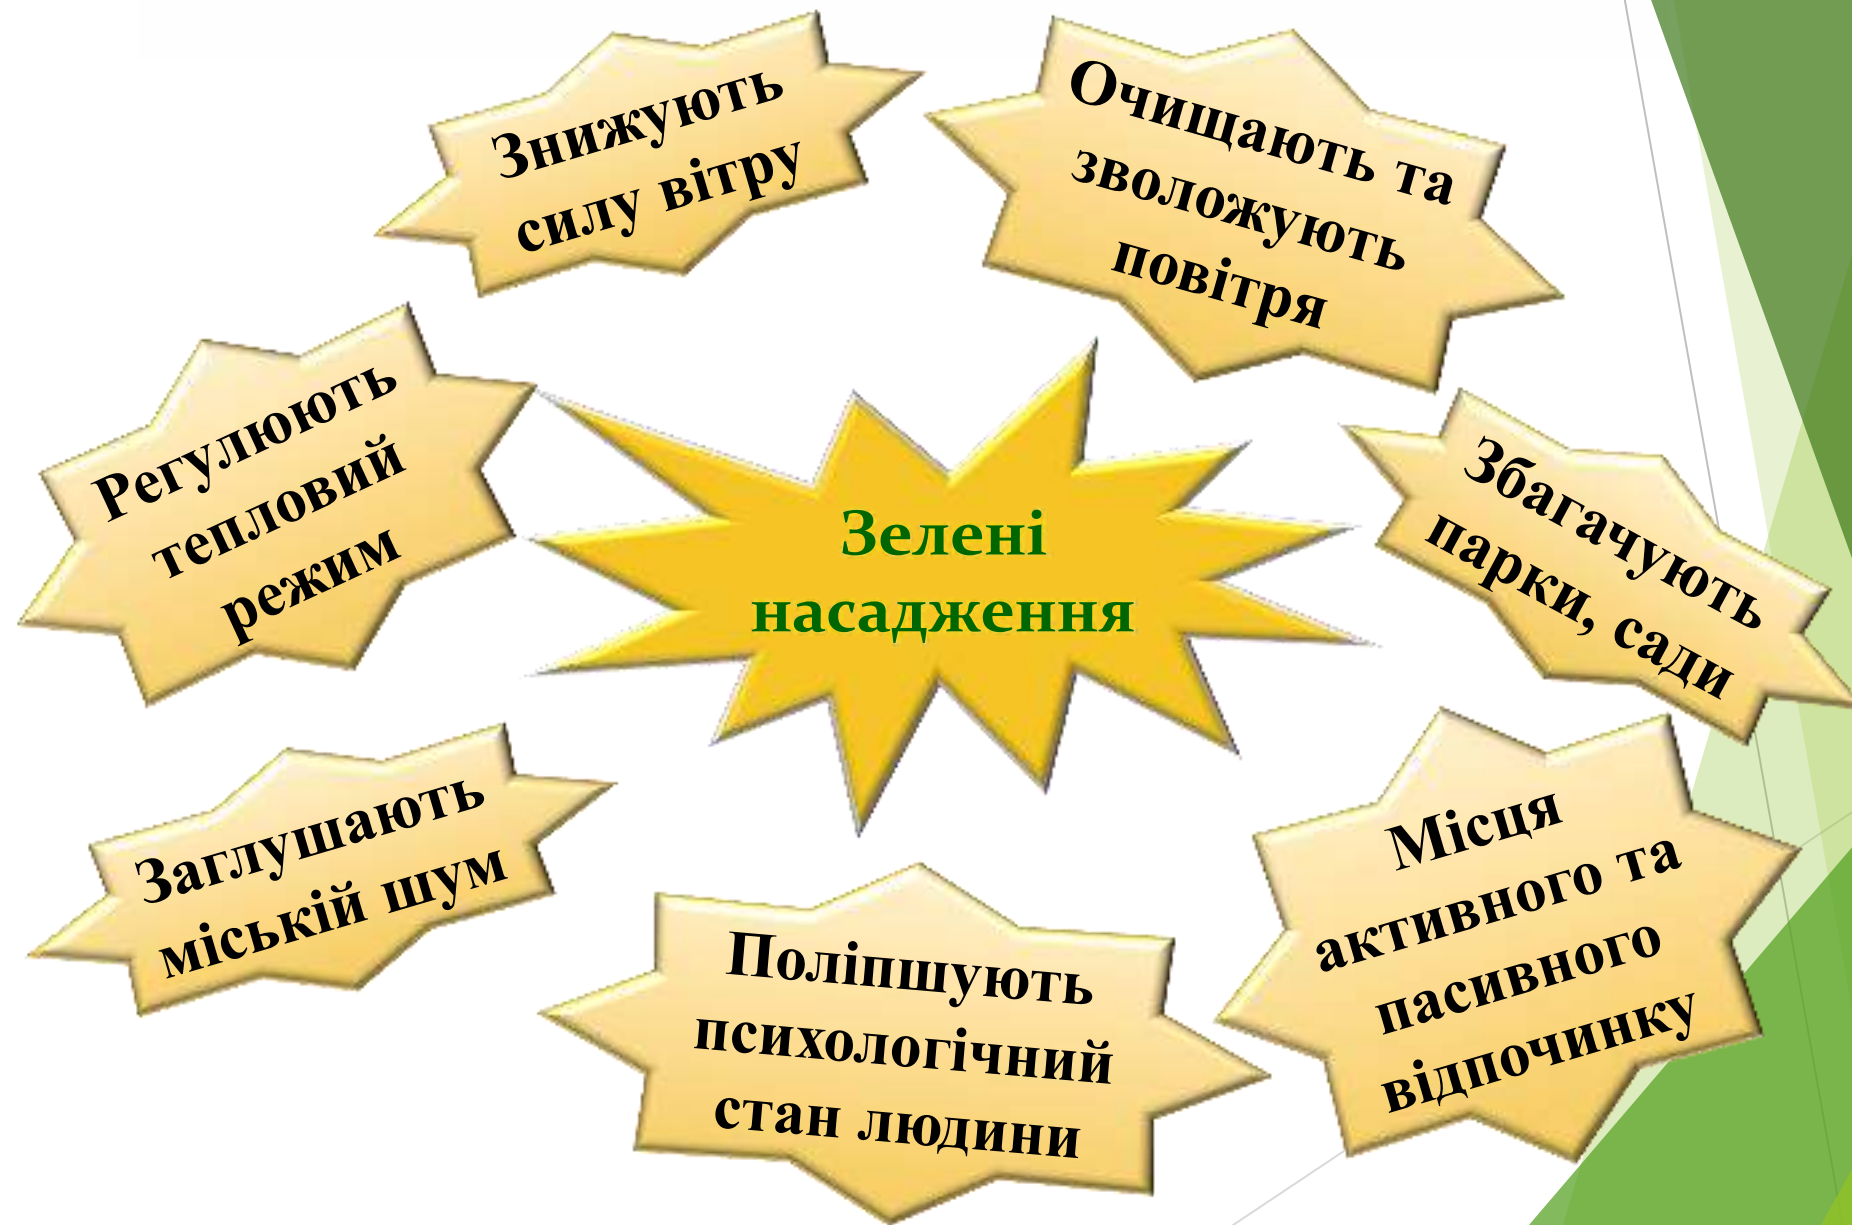 Знижують
силу вітру
Очищають та
зволожують
повітря
Регулюють
тепловий
режим
Зелені
насадження
Збагачують
парки, сади
Заглушають
міській шум
Поліпшують
психологічний
стан людини
Місця
активного та
пасивного
відпочинку